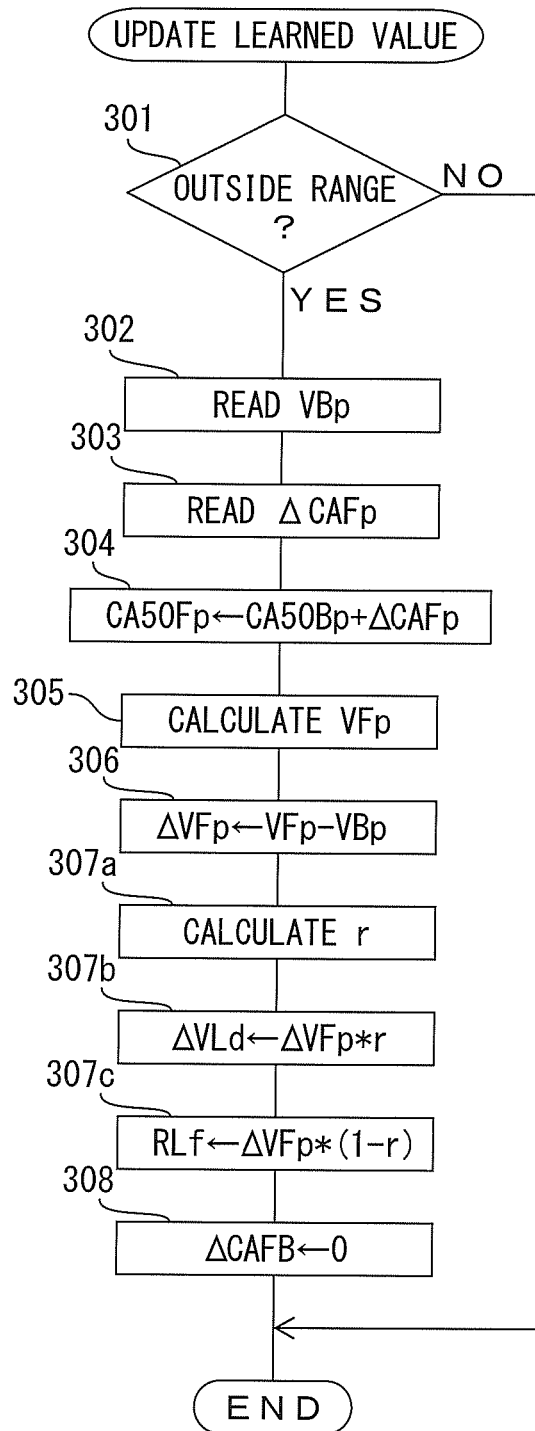 UPDATE LEARNED VALUE
301
OUTSIDE RANGE
?
NO
YES
302
READ VBp
303
READ ΔCAFp
304
CA50Fp←CA50Bp+ΔCAFp
305
CALCULATE VFp
306
ΔVFp←VFp-VBp
307a
CALCULATE r
307b
ΔVLd←ΔVFp*r
307c
RLf←ΔVFp*(1-r)
308
ΔCAFB←0
END